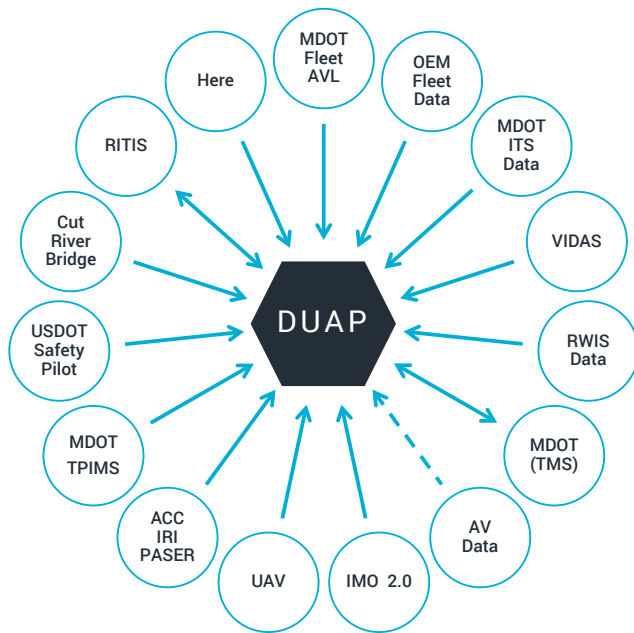 MDOT
Fleet
AVL
OEM
Fleet
Data
MDOT
ITS
Data
VIDAS
RWIS
Data
MDOT
(TMS)
AV
Data
IMO 2.0
UAV
ACC
IRI
PASER
MDOT
TPIMS
USDOT
Safety
Pilot
Cut
River
Bridge
RITIS
Here
DUAP